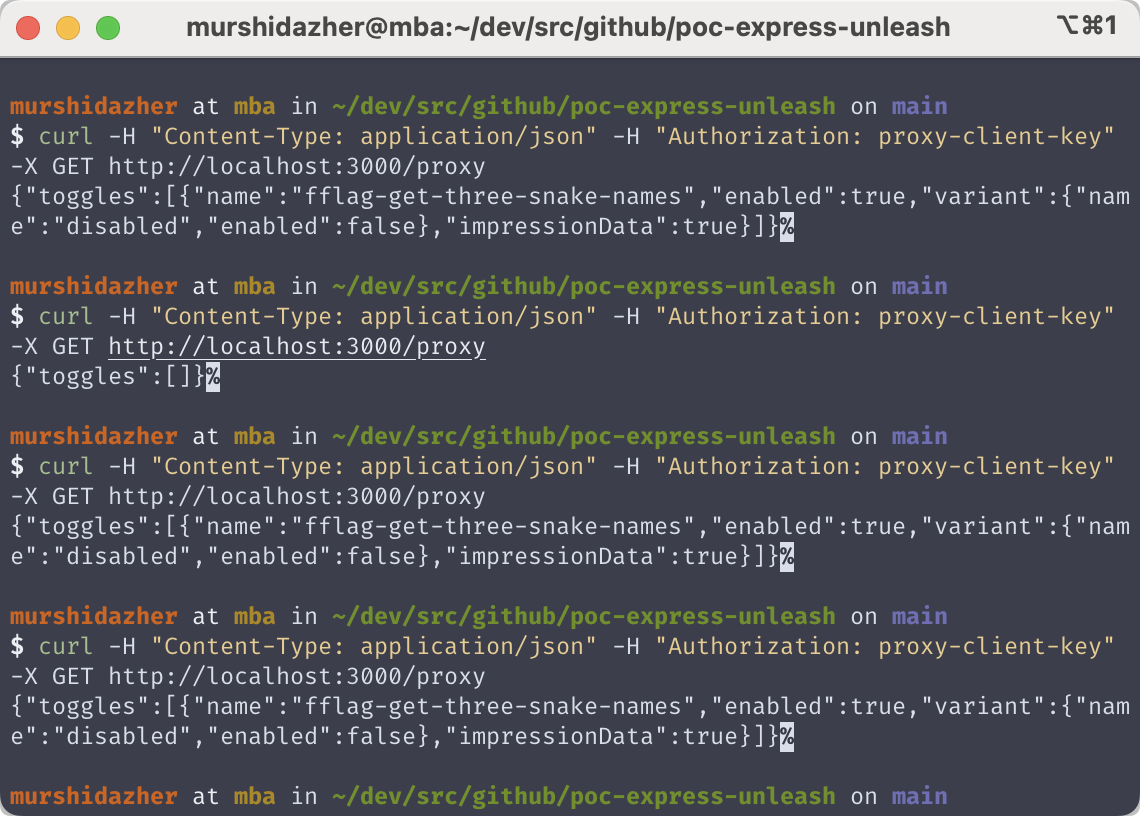 murshidazher@mba:~/dev/src/github/poc-express-unleash ⌥⌘1
murshidazher at mba in ~/dev/src/github/poc-express-unleash on main
$ curl -H "Content-Type: application/json" -H "Authorization: proxy-client-key"
-X GET http://localhost:3000/proxy
{"toggles":[{"name":"fflag-get-three-snake-names","enabled":true,"variant":{"nam
e":"disabled","enabled":false},"impressionData":true}]}%
murshidazher at mba in ~/dev/src/github/poc-express-unleash on main
$ curl -H "Content-Type: application/json" -H "Authorization: proxy-client-key"
-X GET http://localhost:3000/proxy
{"toggles":[]}%
murshidazher at mba in ~/dev/src/github/poc-express-unleash on main
$ curl -H "Content-Type: application/json" -H "Authorization: proxy-client-key"
-X GET http://localhost:3000/proxy
{"toggles":[{"name":"fflag-get-three-snake-names","enabled":true,"variant":{"nam
e":"disabled","enabled":false},"impressionData":true}]}%
murshidazher at mba in ~/dev/src/github/poc-express-unleash on main
$ curl -H "Content-Type: application/json" -H "Authorization: proxy-client-key"
-X GET http://localhost:3000/proxy
{"toggles":[{"name":"fflag-get-three-snake-names","enabled":true,"variant":{"nam
e":"disabled","enabled":false},"impressionData":true}]}%
murshidazher at mba in ~/dev/src/github/poc-express-unleash on main